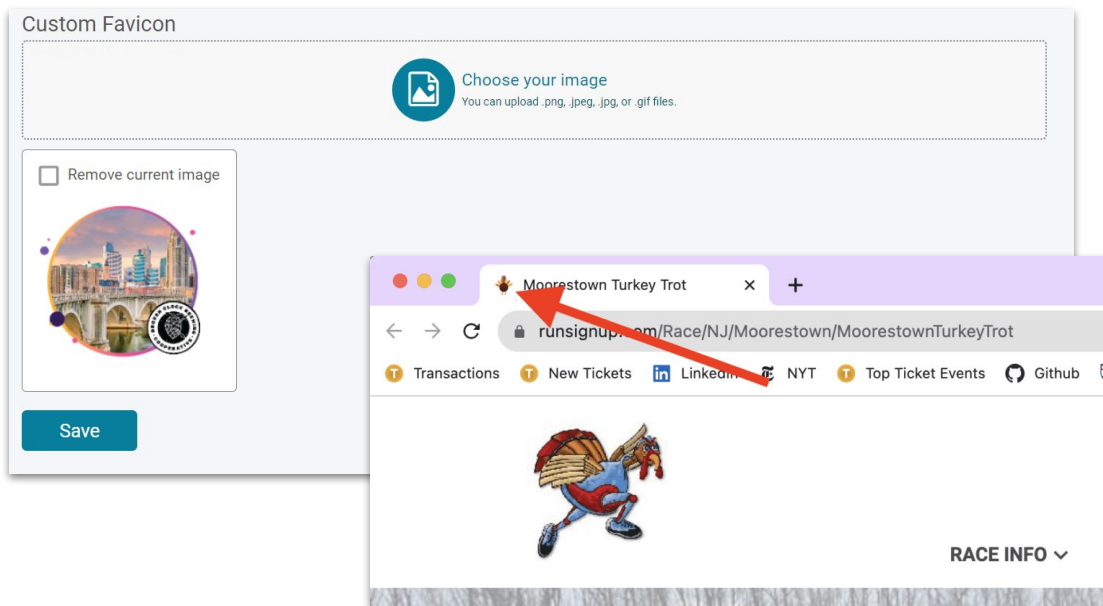 Custom Favicon
Choose your image
You can upload .png, .jpeg, .jpg, or .gif files.
Remove current image
Save
Moorestown Turkey Trot
/Race/NJ/Moorestown/MoorestownTurkeyTrot
Transactions New Tickets NYT Top Ticket Events Github
RACE INFO